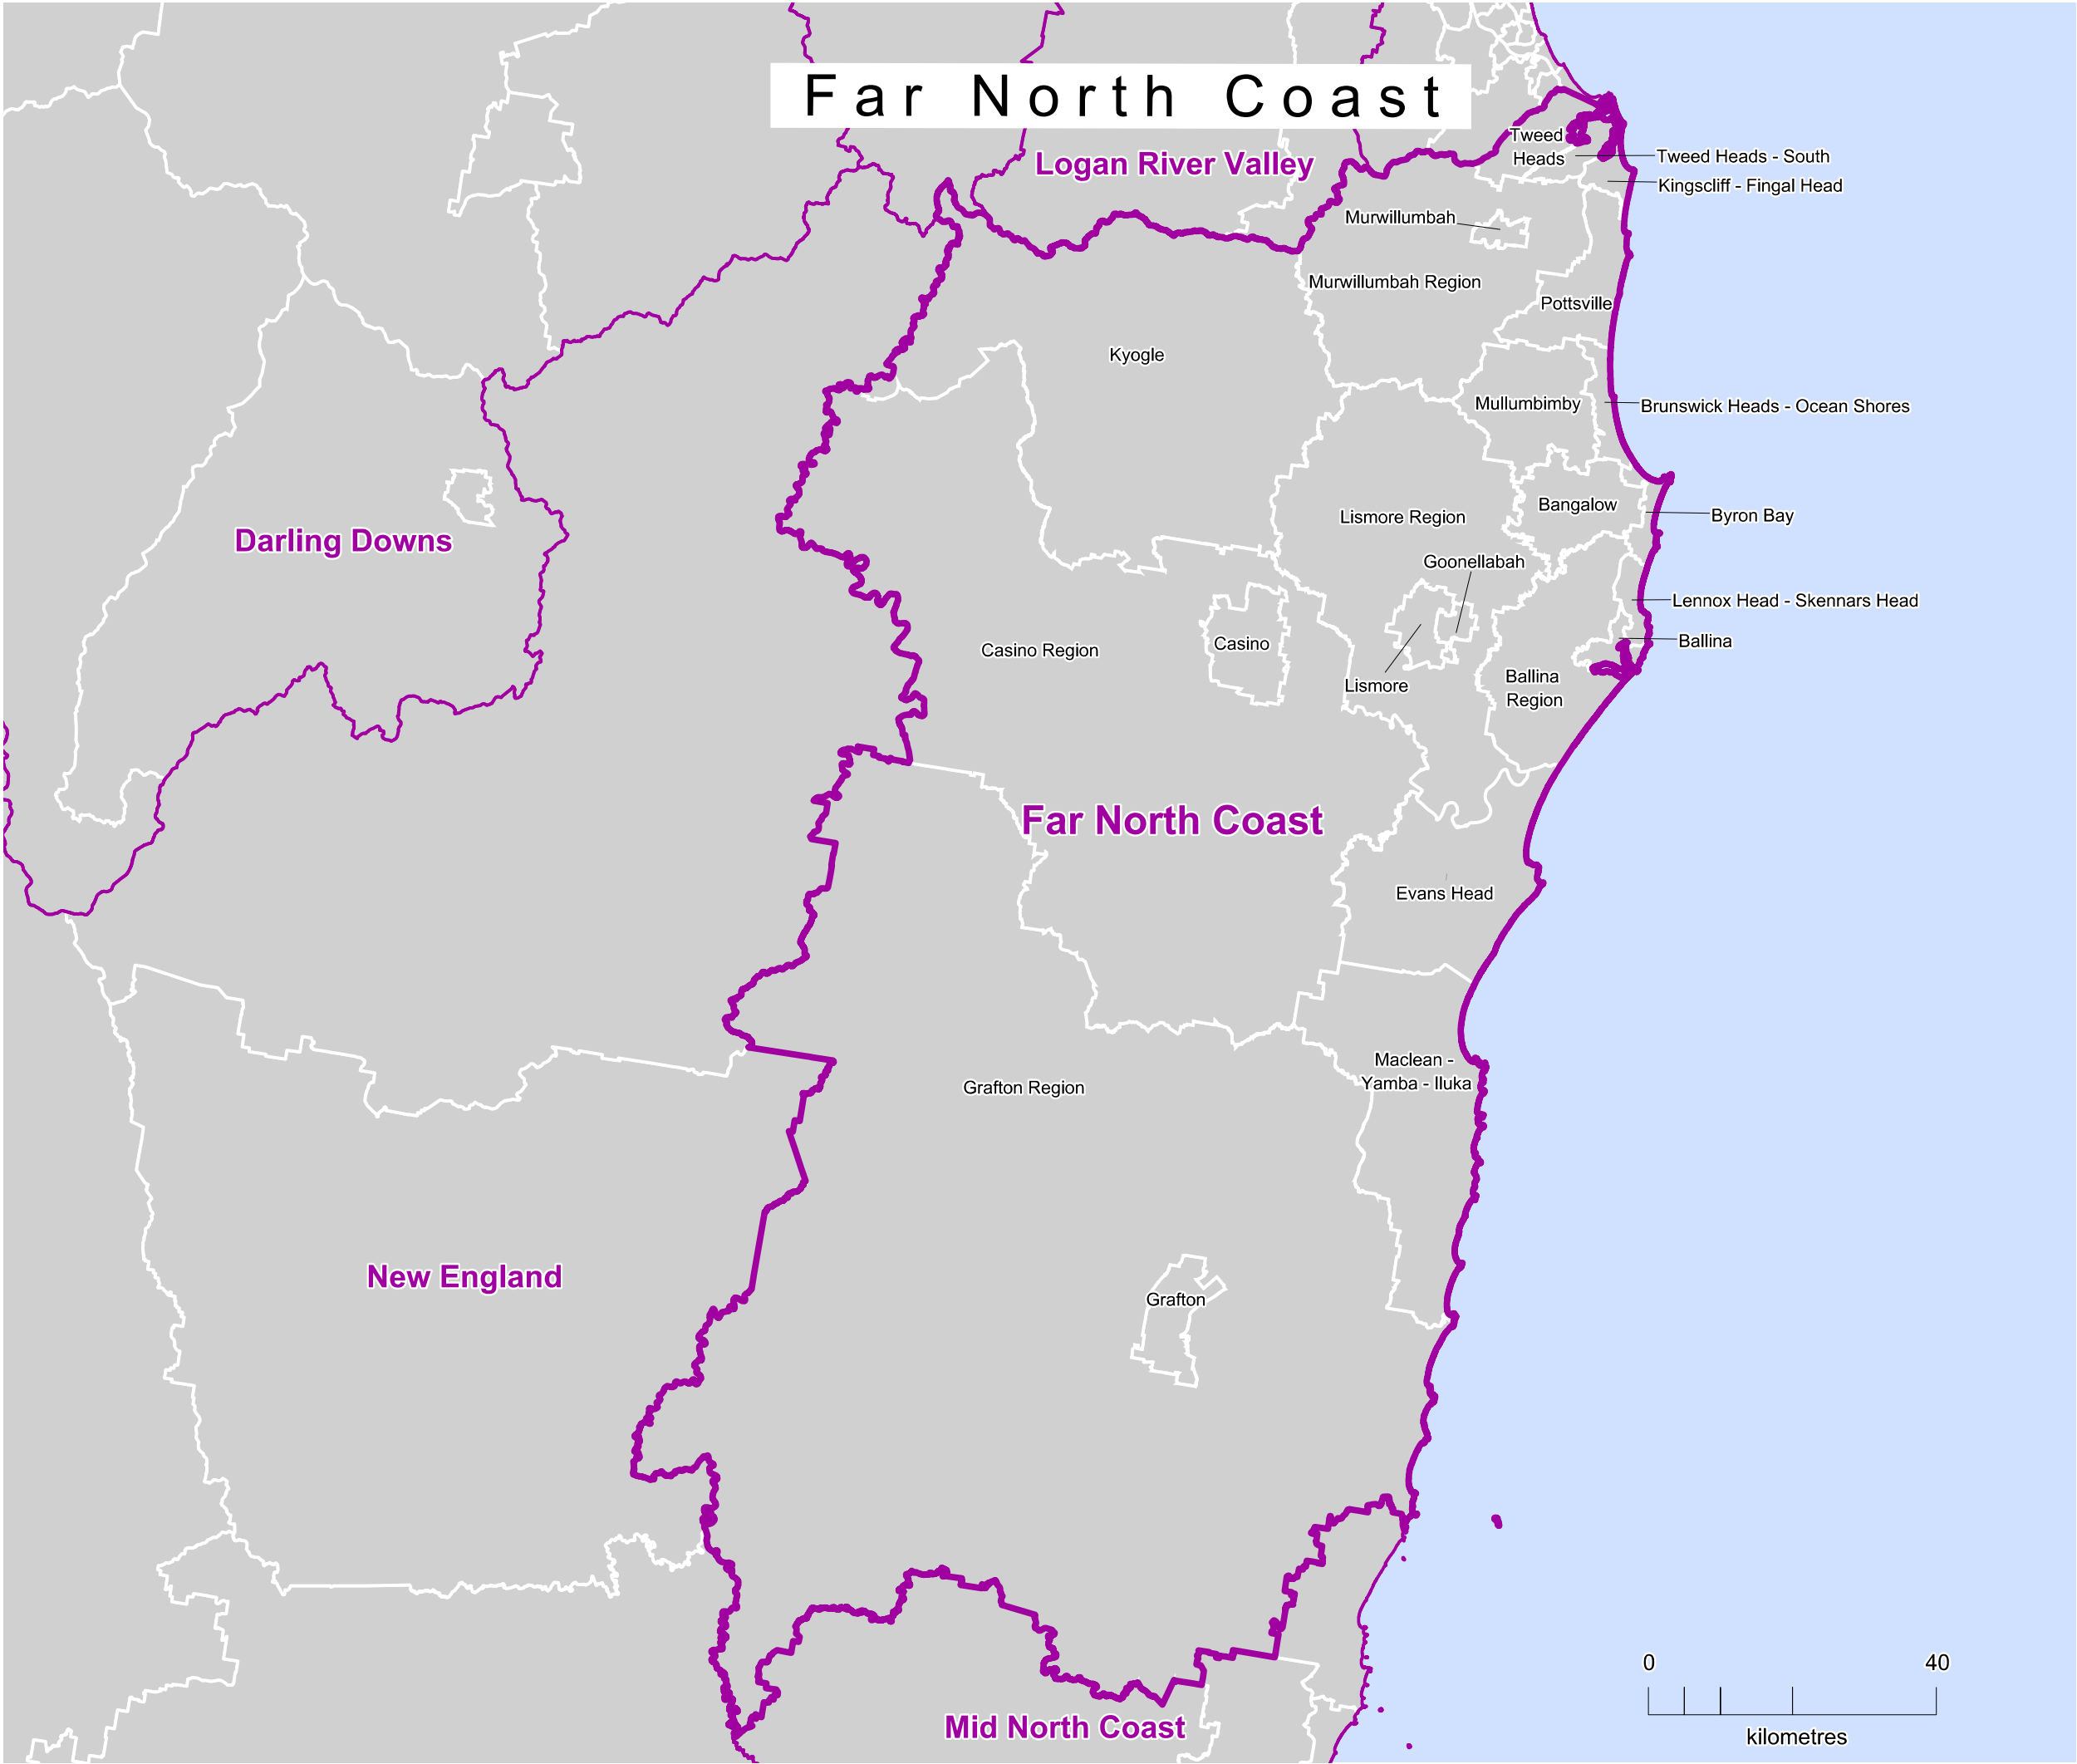 Far North Coast
Logan River Valley
Tweed
Heads
Tweed Heads - South
Kingscliff - Fingal Head
Murwillumbah
Murwillumbah Region
Pottsville
Kyogle
Mullumbimby
Brunswick Heads - Ocean Shores
Bangalow
Byron Bay
Lismore Region
Darling Downs
Goonellabah
Lennox Head - Skennars Head
Casino Region
Casino
Ballina
Lismore
Ballina
Region
Far North Coast
Evans Head
Maclean -
Yamba - Iluka
Grafton Region
New England
Grafton
Mid North Coast
0 40
kilometres